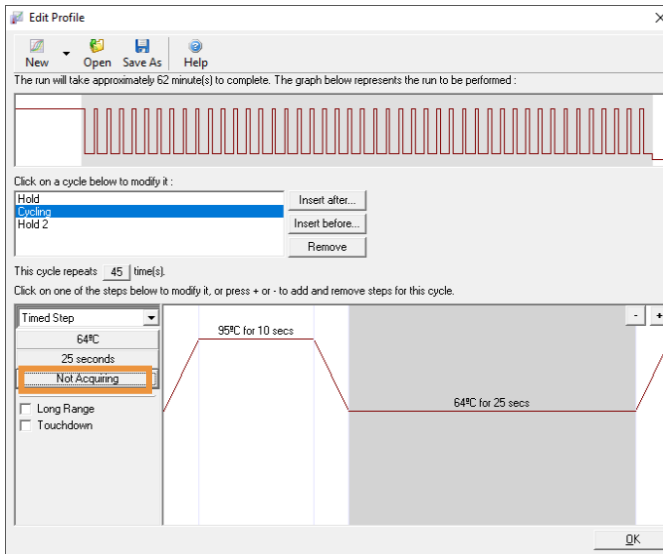 Edit Profile
New Open Save As Help
The run will take approximately 62 minute(s) to complete. The graph below represents the run to be performed :
Click on a cycle below to modify it :
Hold
Cycling
Hold 2
Insert after...
Insert before...
Remove
This cycle repeats 45 time(s).
Click on one of the steps below to modify it, or press + or - to add and remove steps for this cycle.
Timed Step
64ºC
25 seconds
Not Acquiring
Long Range
Touchdown
95ºC for 10 secs
64ºC for 25 secs
- +
OK